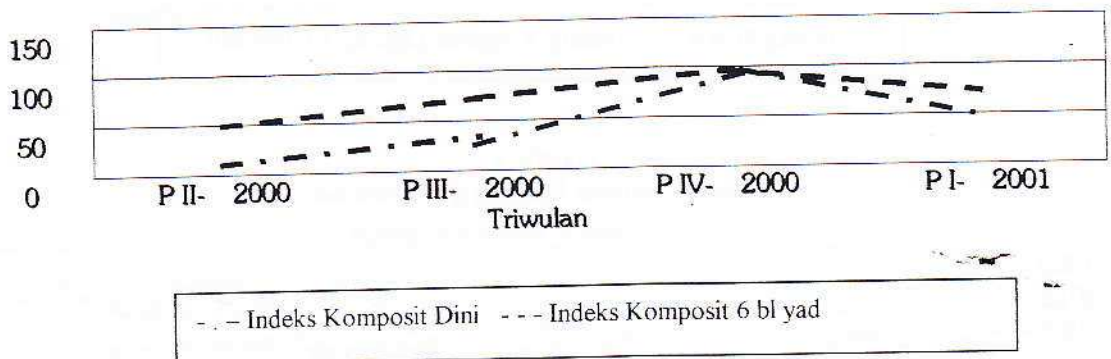 150
100
50
0
P II- 2000 P III- 2000 P IV- 2000 P I- 2001
Triwulan
- . – Indeks Komposit Dini - - - Indeks Komposit 6 bl yad